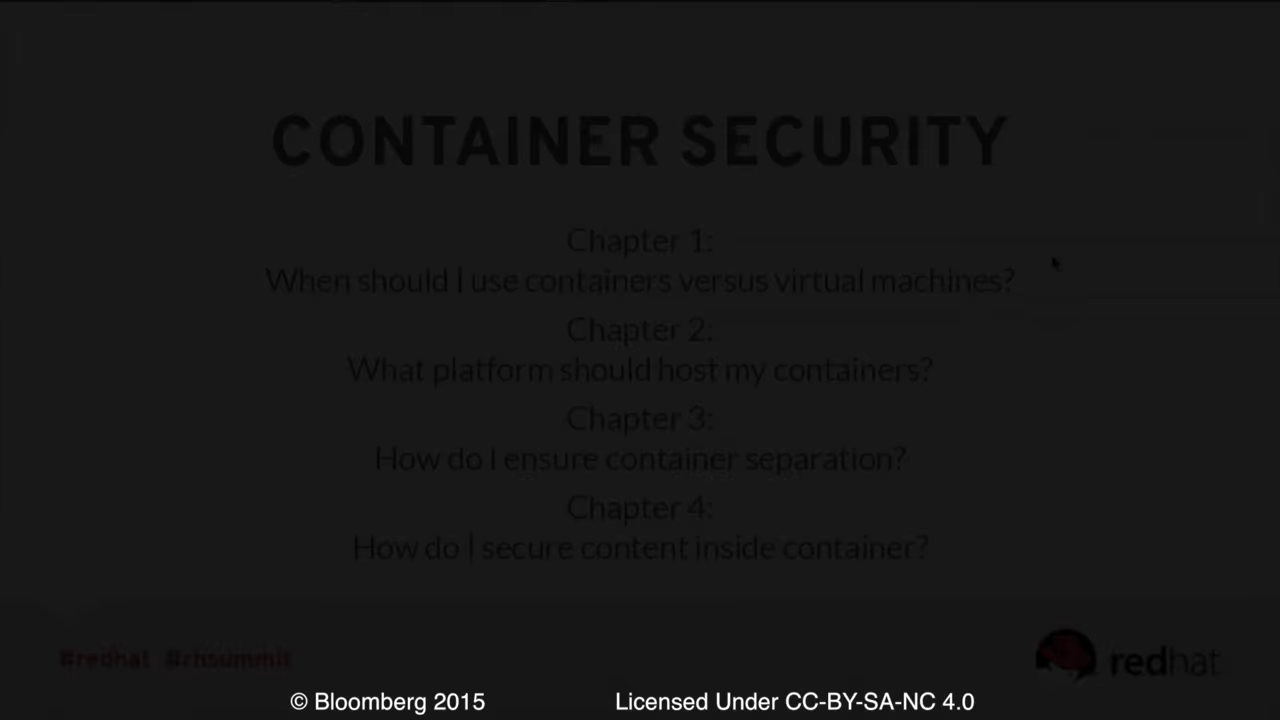 CONTAINER SECURITY
Chapter 1:
When should I use containers versus virtual machines?
Chapter 2:
What platform should host my containers?
Chapter 3:
How do I ensure container separation?
Chapter 4:
How do I secure content inside container?
#redhat #rhsummit
redhat
© Bloomberg 2015 Licensed Under CC-BY-SA-NC 4.0